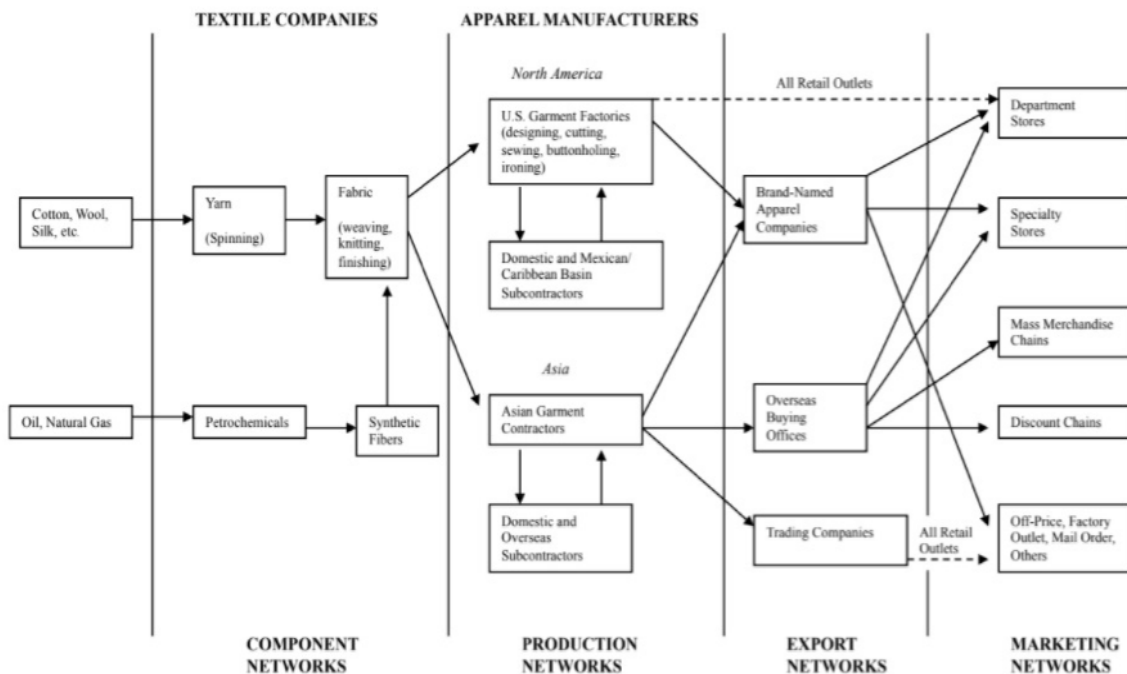 TEXTILE COMPANIES
APPAREL MANUFACTURERS
North America
All Retail Outlets
U.S. Garment Factories
(designing, cutting,
sewing, buttonholing,
ironing)
Department
Stores
Cotton, Wool,
Silk, etc.
Yarn
(Spinning)
Fabric
(weaving,
knitting,
finishing)
Brand-Named
Apparel
Companies
Specialty
Stores
Domestic and Mexican/
Caribbean Basin
Subcontractors
Mass Merchandise
Chains
Asia
Oil, Natural Gas
Petrochemicals
Synthetic
Fibers
Asian Garment
Contractors
Overseas
Buying
Offices
Discount Chains
Domestic and
Overseas
Subcontractors
Trading Companies
All Retail
Outlets
Off-Price, Factory
Outlet, Mail Order,
Others
COMPONENT
NETWORKS
PRODUCTION
NETWORKS
EXPORT
NETWORKS
MARKETING
NETWORKS